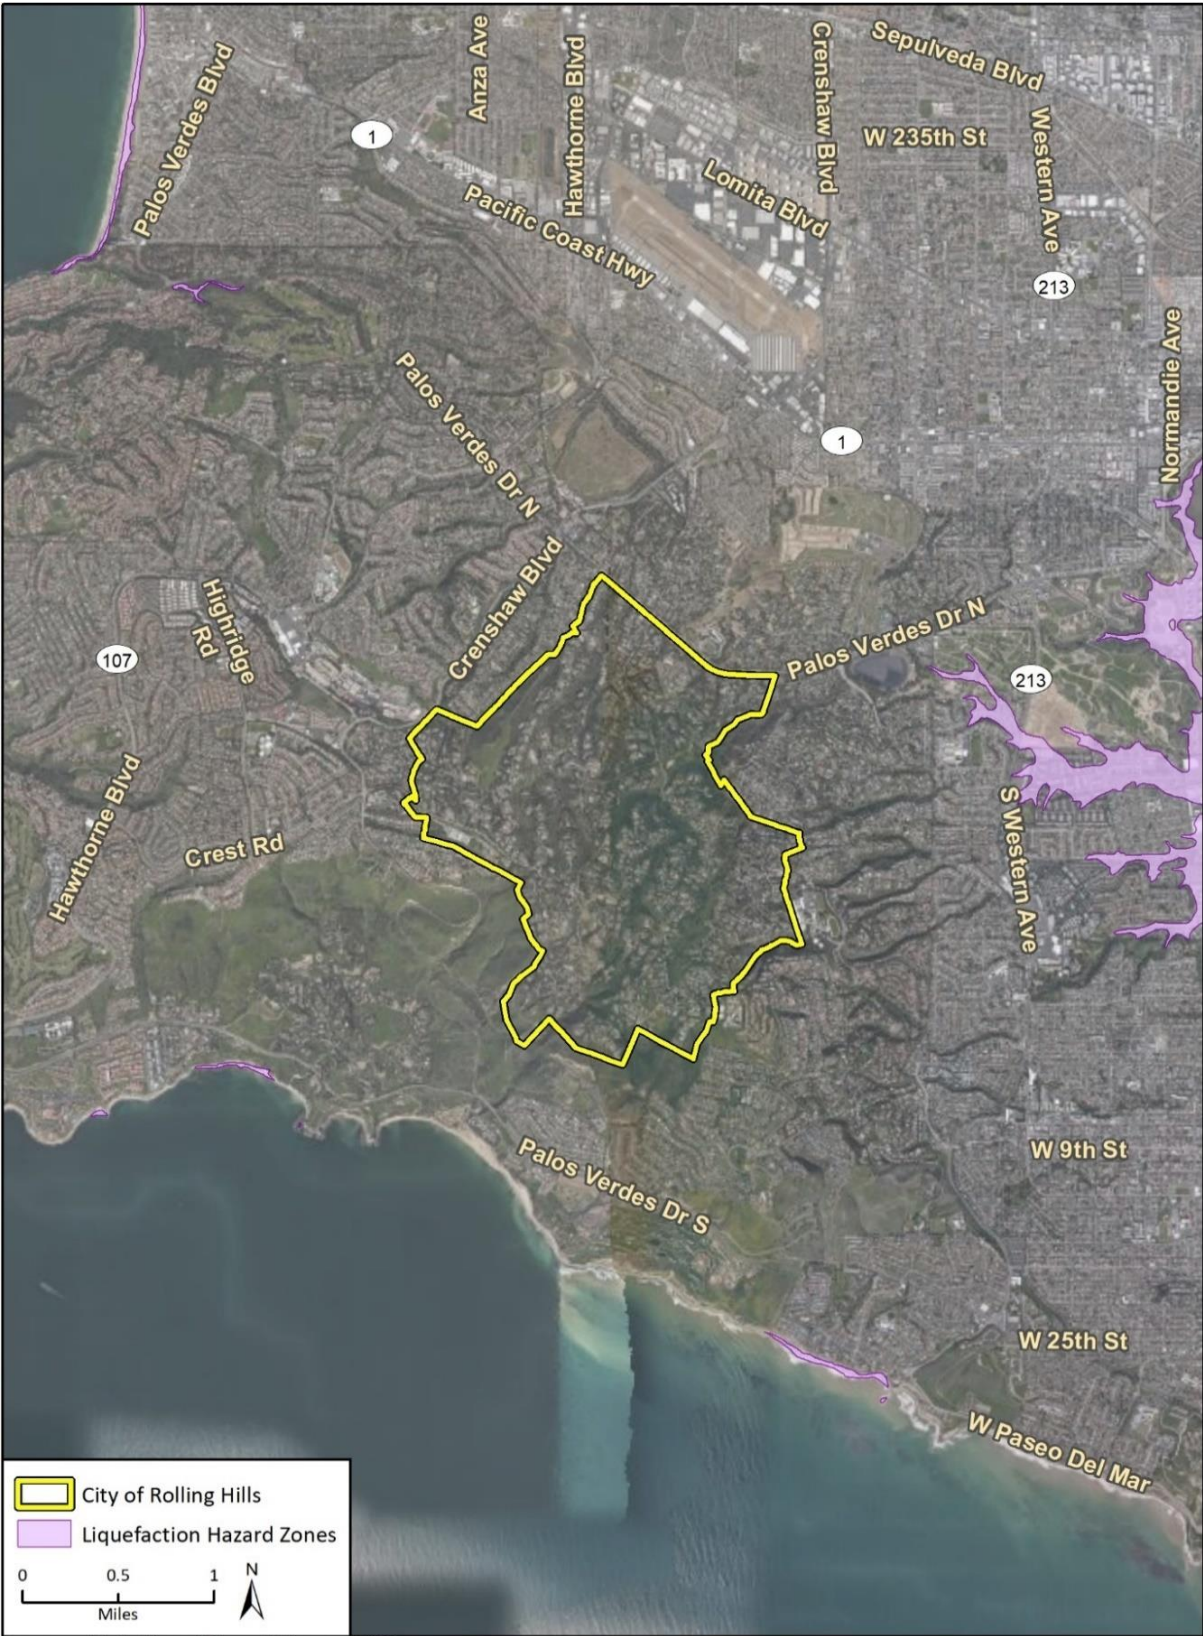 Sepulveda Blvd
Anza Ave
Hawthorne Blvd
Crenshaw Blvd
Palos Verdes Blvd
1
W 235th St
Western Ave
Lomita Blvd
Pacific Coast Hwy
213
Normandie Ave
Palos Verdes Dr N
1
Crenshaw Blvd
Highridge
Rd
Palos Verdes Dr N
107
213
Hawthorne Blvd
Crest Rd
S Western Ave
W 9th St
Palos Verdes Dr S
W 25th St
W Paseo Del Mar
City of Rolling Hills
Liquefaction Hazard Zones
0 0.5 1
Miles
N